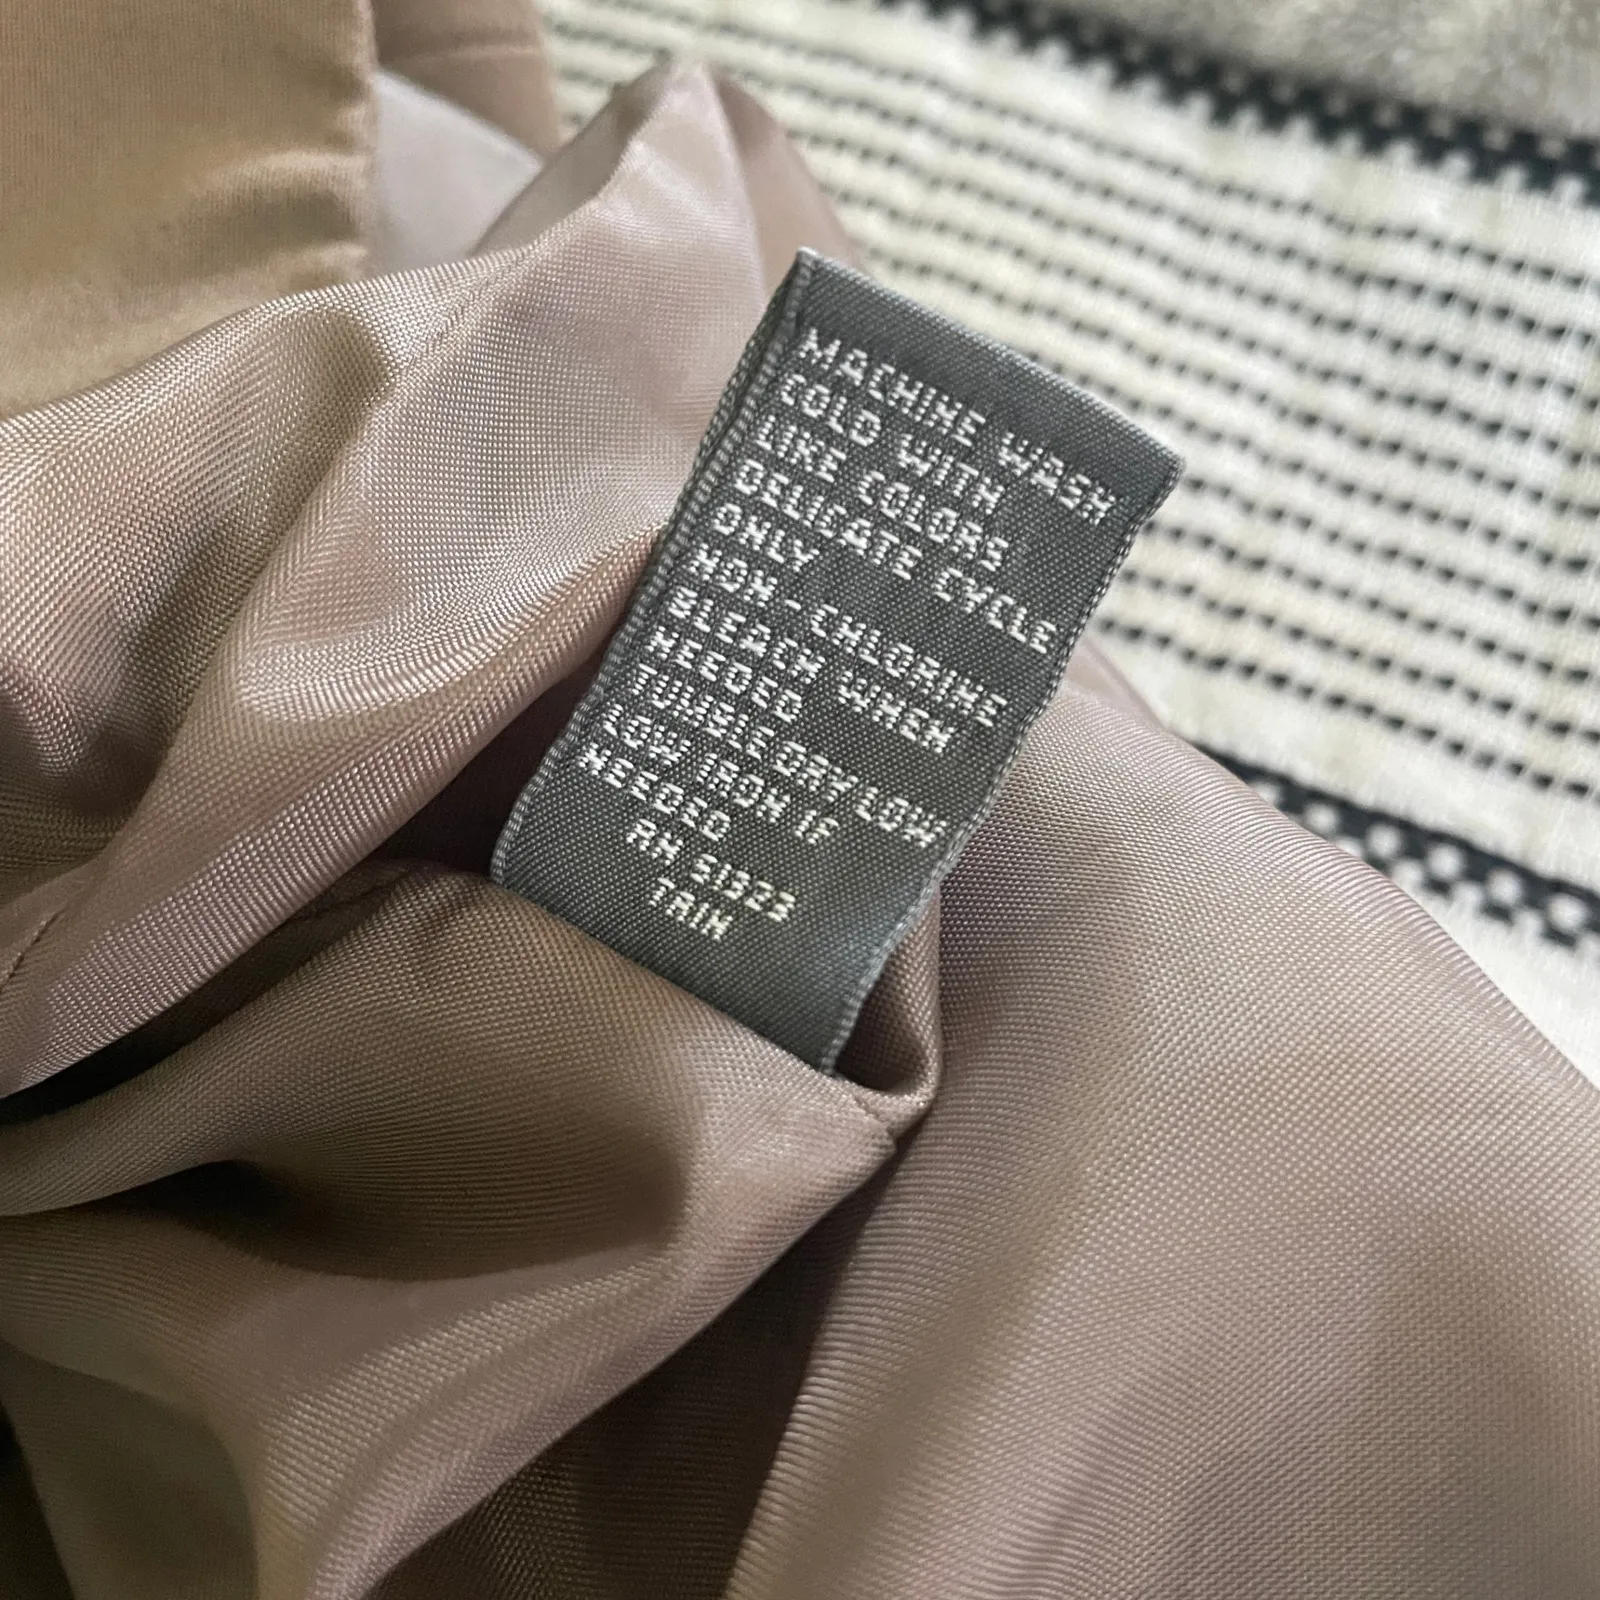 MACHINE WASH
COLD WITH
LIKE COLORS
DELICATE CYCLE
ONLY
NON-CHLORINE
BLEACH WHEN
NEEDED
TUMBLE DRY LOW
LOW IRON IF
NEEDED
RN 51323
TRIM